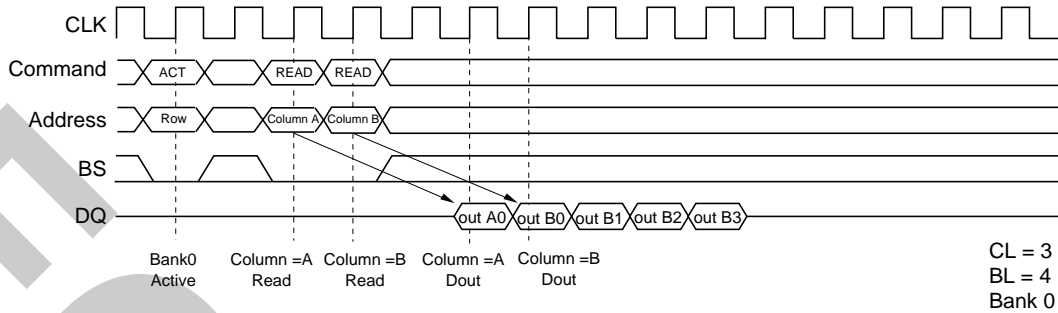 CLK
Command ACT READ READ
Address Row Column A Column B
BS
DQ out A0 out B0 out B1 out B2 out B3
Bank0 Column =A Column =B Column =A Column =B
Active Read Read Dout Dout
CL = 3
BL = 4
Bank 0